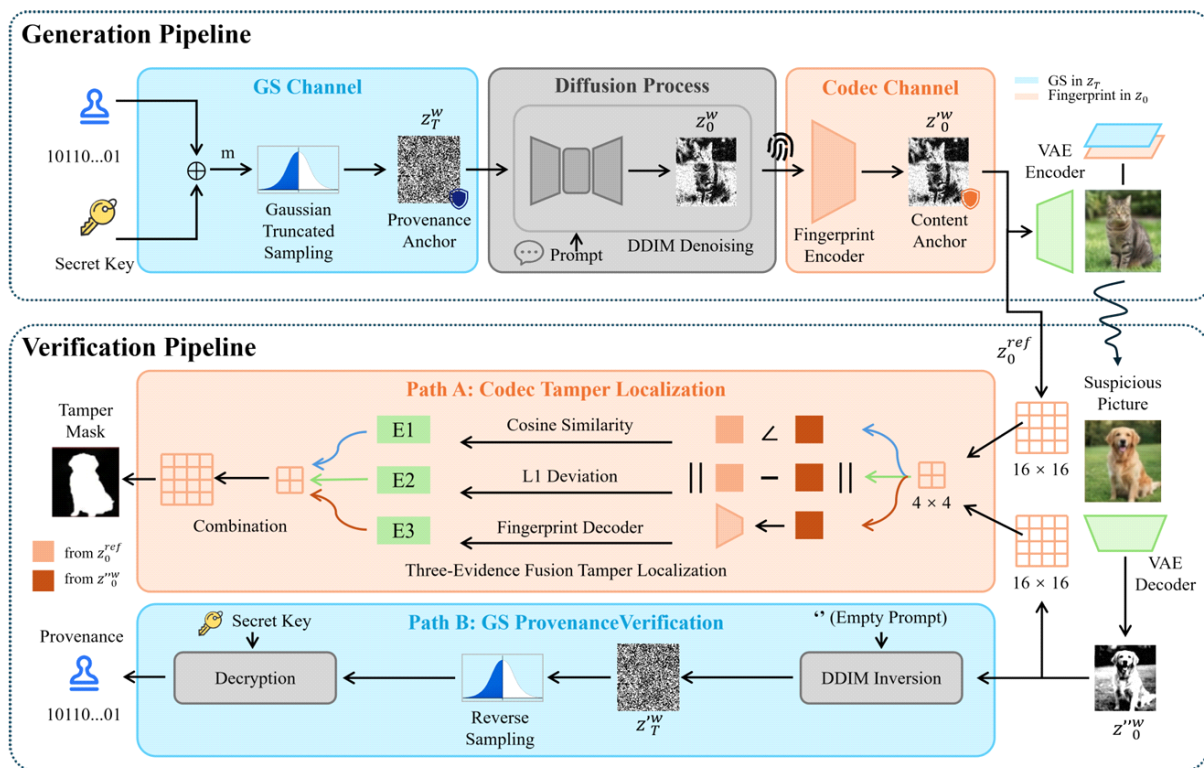 Generation Pipeline
GS Channel
Diffusion Process
Codec Channel
GS in z_T
Fingerprint in z_0
10110...01
m
z_T^w
z_0^w
z'_0^w
VAE
Encoder
Gaussian
Truncated
Sampling
Provenance
Anchor
Prompt
DDIM Denoising
Fingerprint
Encoder
Content
Anchor
Secret Key
Verification Pipeline
z_0^ref
Path A: Codec Tamper Localization
Suspicious
Picture
Tamper
Mask
E1
Cosine Similarity
∠
E2
L1 Deviation
|| − ||
4 × 4
16 × 16
Combination
E3
Fingerprint Decoder
from z_0^ref
from z''_0^w
Three-Evidence Fusion Tamper Localization
16 × 16
VAE
Decoder
Path B: GS ProvenanceVerification
Secret Key
‘’ (Empty Prompt)
Provenance
Decryption
DDIM Inversion
10110...01
Reverse
Sampling
z'_T^w
z''_0^w